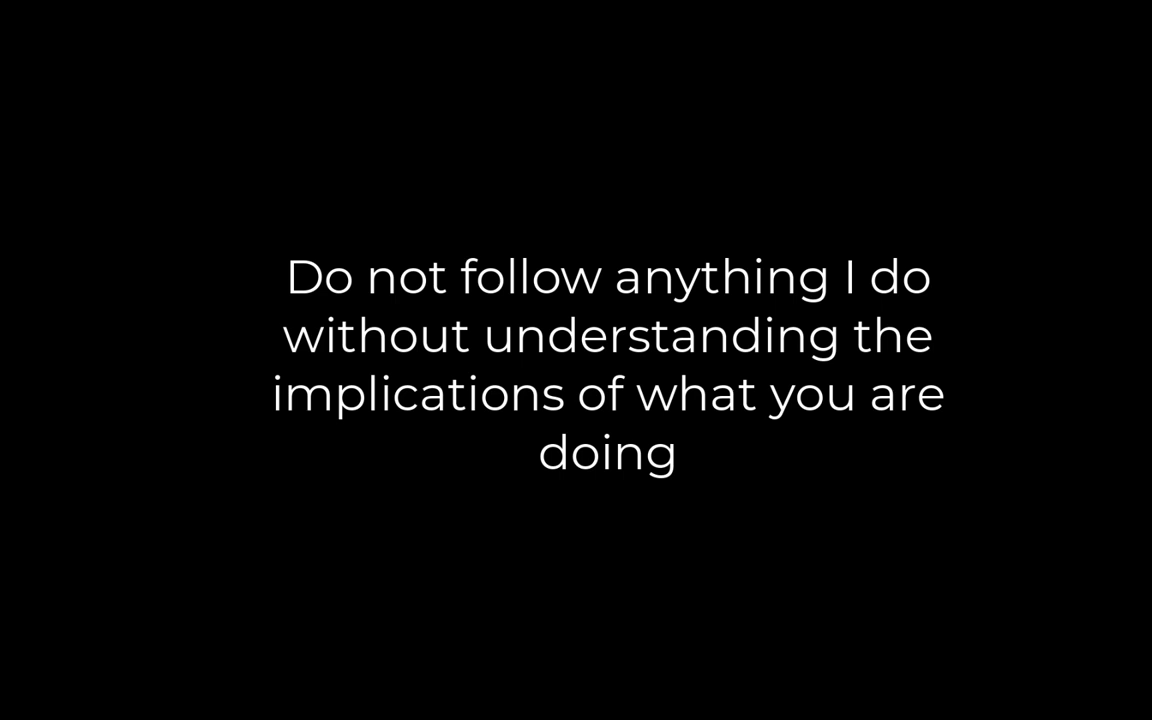 Do not follow anything I do
without understanding the
implications of what you are
doing